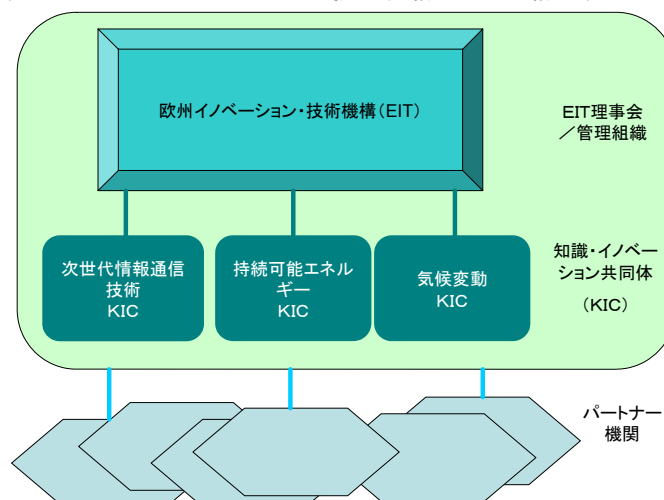 欧州イノベーション・技術機構(EIT)
EIT理事会
／管理組織
次世代情報通信
技術
KIC
持続可能エネル
ギー
KIC
気候変動
KIC
知識・イノベー
ション共同体
(KIC)
パートナー
機関